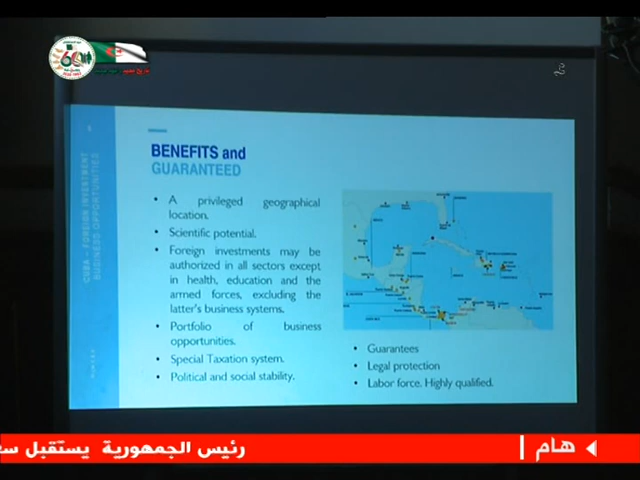 BENEFITS and
GUARANTEED
• A privileged geographical
location.
• Scientific potential.
• Foreign investments may be
authorized in all sectors except
in health, education and the
armed forces, excluding the
latter's business systems.
• Portfolio of business
opportunities.
• Special Taxation system.
• Political and social stability.
• Guarantees
• Legal protection
• Labor force. Highly qualified.
CUBA – FOREIGN INVESTMENT
BUSINESS OPPORTUNITIES
60
هام | رئيس الجمهورية يستقبل